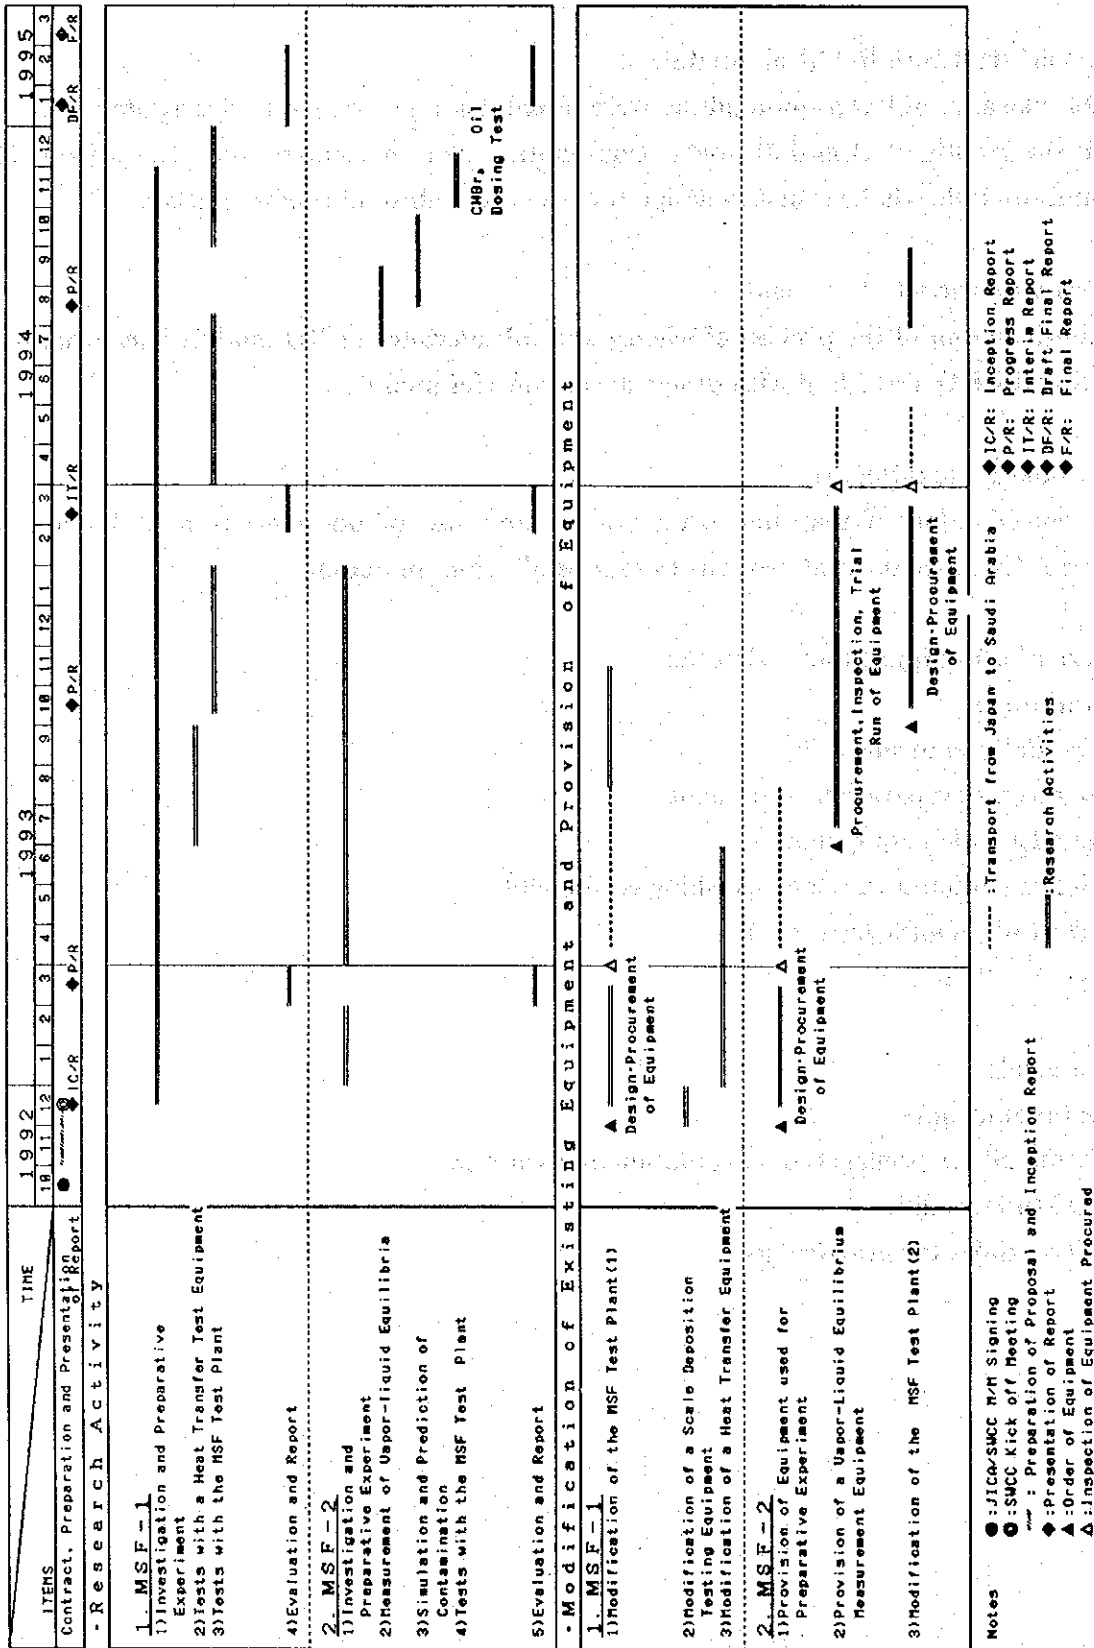 TIME
ITEMS
1992
1993
1994
1995
10 11 12 1 2 3 4 5 6 7 8 9 10 11 12 1 2 3 4 5 6 7 8 9 10 11 12 1 2 3
Contract, Preparation and Presentation
of Report
◆IC/R ◆P/R ◆P/R ◆IT/R ◆P/R DF/R F/R
- Research Activity
1. MSF-1
1)Investigation and Preparative
Experiment
2)Tests with a Heat Transfer Test Equipment
3)Tests with the MSF Test Plant
4)Evaluation and Report
2. MSF-2
1)Investigation and
Preparative Experiment
2)Measurement of Vapor-liquid Equilibria
3)Simulation and Prediction of
Contamination
4)Tests with the MSF Test Plant
Oil
Dosing Test
5)Evaluation and Report
- Modification of Existing Equipment and Provision of Equipment
1. MSF-1
1)Modification of the MSF Test Plant(1)
Design-Procurement
of Equipment
2)Modification of a Scale Deposition
Testing Equipment
3)Modification of a Heat Transfer Equipment
2. MSF-2
1)Provision of Equipment used for
Preparative Experiment
Design-Procurement
of Equipment
2)Provision of a Vapor-Liquid Equilibrium
Measurement Equipment
Procurement,Inspection, Trial
Run of Equipment
3)Modification of the MSF Test Plant(2)
Design-Procurement
of Equipment
Notes
● :JICA/SWCC M/M Signing
◎ :SWCC Kick off Meeting
: Preparation of Proposal and Inception Report
◆ :Presentation of Report
▲ :Order of Equipment
△ :Inspection of Equipment Procured
------ :Transport from Japan to Saudi Arabia
:Research Activities
◆ IC/R: Inception Report
◆ P/R: Progress Report
◆ IT/R: Interim Report
◆ DF/R: Draft Final Report
◆ F/R: Final Report